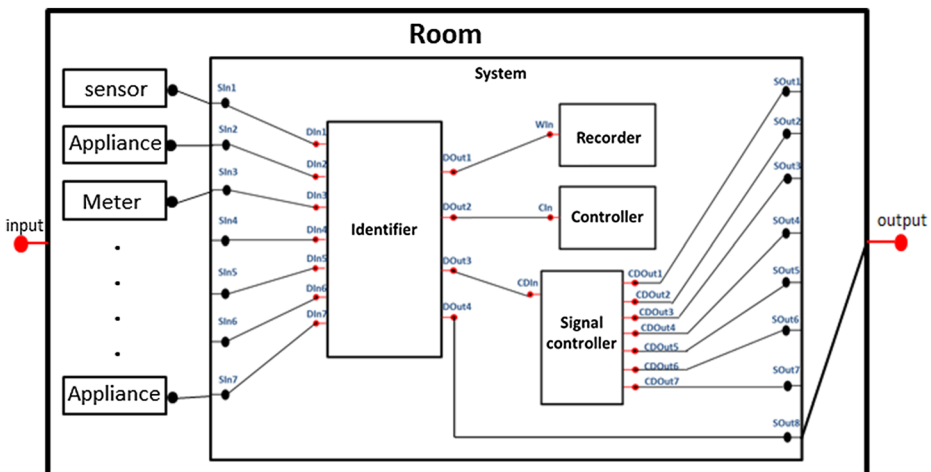 Room
System
input
output
sensor
Appliance
Meter
Appliance
SIn1
SIn2
SIn3
SIn4
SIn5
SIn6
SIn7
DIn1
DIn2
DIn3
DIn4
DIn5
DIn6
DIn7
Identifier
DOut1
DOut2
DOut3
DOut4
WIn
Recorder
CIn
Controller
CDIn
Signal
controller
CDOut1
CDOut2
CDOut3
CDOut4
CDOut5
CDOut6
CDOut7
SOut1
SOut2
SOut3
SOut4
SOut5
SOut6
SOut7
SOut8